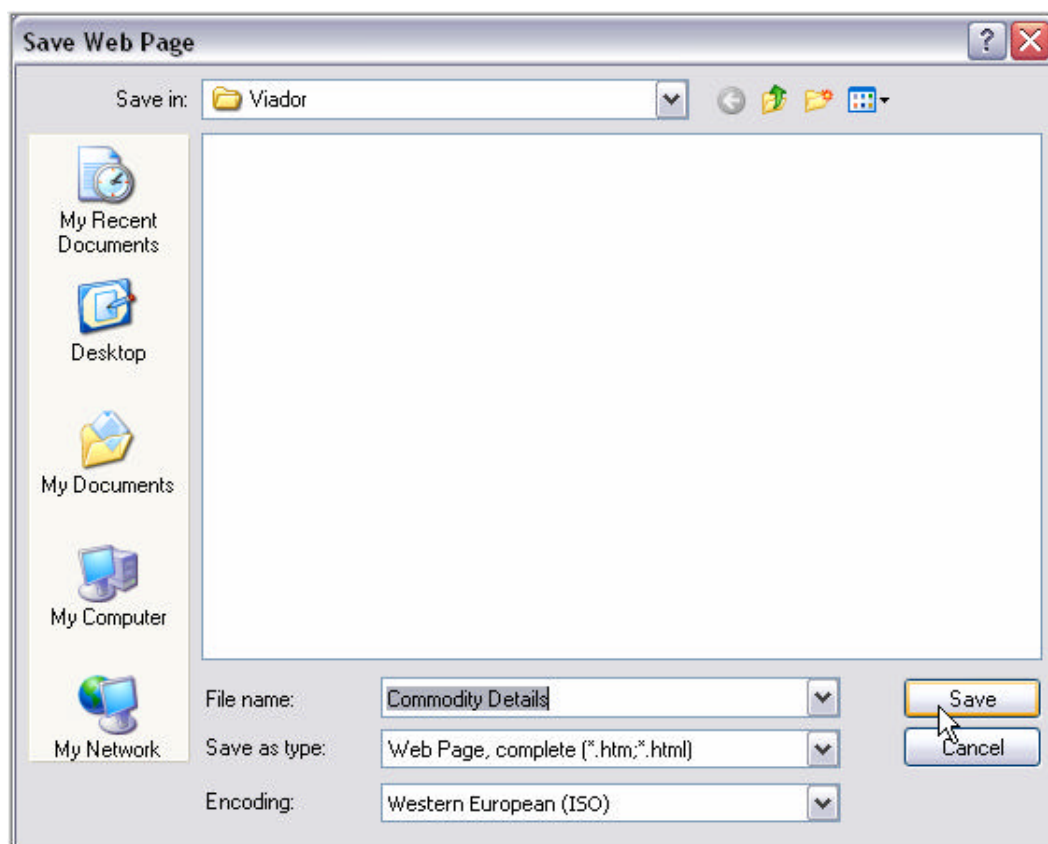 Save Web Page
?
Save in:
Viador
My Recent
Documents
Desktop
My Documents
My Computer
My Network
File name:
Commodity Details
Save
Save as type:
Web Page, complete (*.htm;*.html)
Cancel
Encoding:
Western European (ISO)